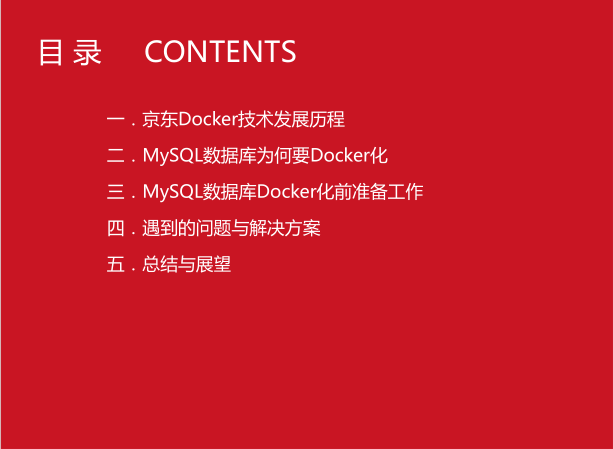 目 录 CONTENTS
一．京东Docker技术发展历程
二．MySQL数据库为何要Docker化
三．MySQL数据库Docker化前准备工作
四．遇到的问题与解决方案
五．总结与展望